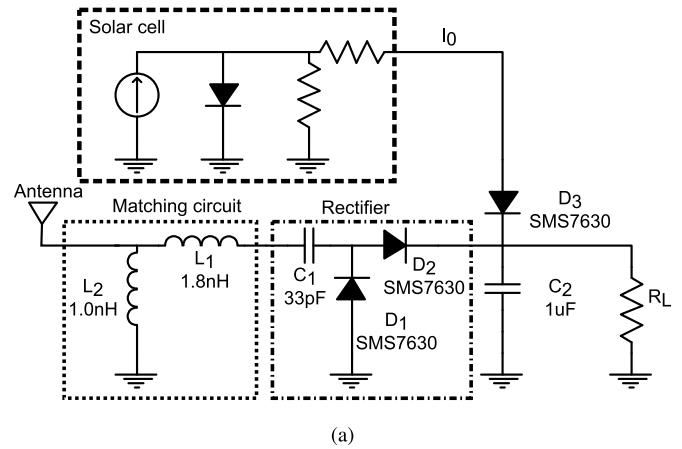 Solar cell
I0
Antenna
Matching circuit
Rectifier
D3
SMS7630
L1
1.8nH
L2
1.0nH
C1
33pF
D2
SMS7630
D1
SMS7630
C2
1uF
RL
(a)